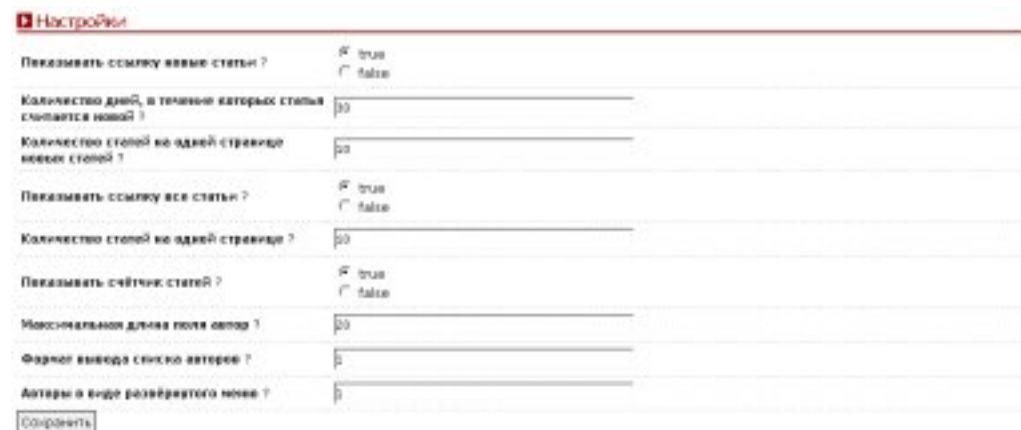 Настройки
Показывать ссылку новые статьи ?
true
false
Количество дней, в течение которых статья
считается новой ?
30
Количество статей на одной странице
новых статей ?
10
Показывать ссылку все статьи ?
true
false
Количество статей на одной странице ?
10
Показывать счётчик статей ?
true
false
Максимальная длина поля автор ?
20
Формат вывода списка авторов ?
Авторы в виде развёрнутого меню ?
Сохранить